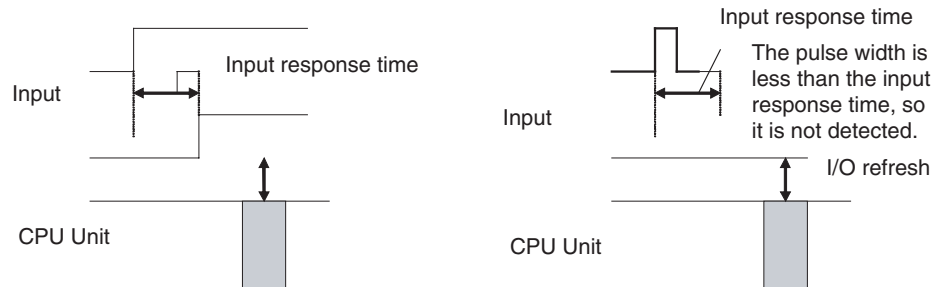 Input response time
Input
CPU Unit
Input response time
The pulse width is
less than the input
response time, so
it is not detected.
Input
I/O refresh
CPU Unit